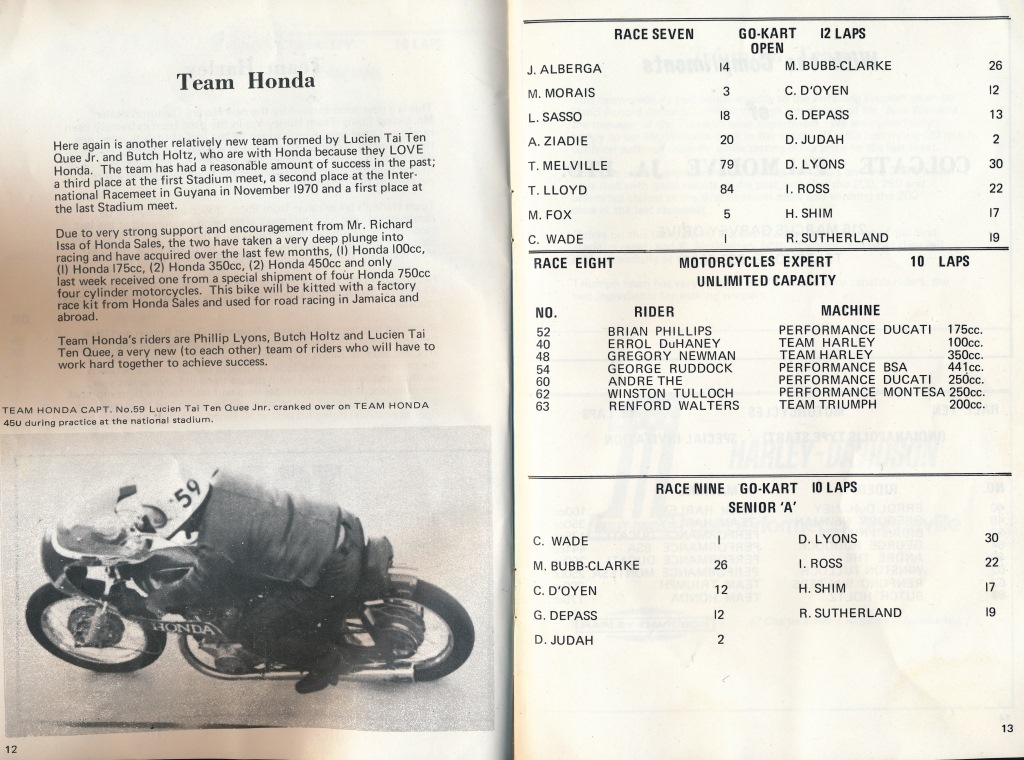 Team Honda
Here again is another relatively new team formed by Lucien Tai Ten
Quee Jr. and Butch Holtz, who are with Honda because they LOVE
Honda. The team has had a reasonable amount of success in the past;
a third place at the first Stadium meet, a second place at the Inter-
national Racemeet in Guyana in November 1970 and a first place at
the last Stadium meet.
Due to very strong support and encouragement from Mr. Richard
Issa of Honda Sales, the two have taken a very deep plunge into
racing and have acquired over the last few months, (1) Honda 100cc,
(1) Honda 175cc, (2) Honda 350cc, (2) Honda 450cc and only
last week received one from a special shipment of four Honda 750cc
four cylinder motorcycles. This bike will be kitted with a factory
race kit from Honda Sales and used for road racing in Jamaica and
abroad.
Team Honda's riders are Phillip Lyons, Butch Holtz and Lucien Tai
Ten Quee, a very new (to each other) team of riders who will have to
work hard together to achieve success.
TEAM HONDA CAPT. No.59 Lucien Tai Ten Quee Jnr. cranked over on TEAM HONDA
45U during practice at the national stadium.
59
HONDA
12
RACE SEVEN GO-KART 12 LAPS
OPEN
J. ALBERGA 14 M. BUBB-CLARKE 26
M. MORAIS 3 C. D'OYEN 12
L. SASSO 18 G. DEPASS 13
A. ZIADIE 20 D. JUDAH 2
T. MELVILLE 79 D. LYONS 30
T. LLOYD 84 I. ROSS 22
M. FOX 5 H. SHIM 17
C. WADE 1 R. SUTHERLAND 19
RACE EIGHT MOTORCYCLES EXPERT 10 LAPS
UNLIMITED CAPACITY
NO. RIDER MACHINE
52 BRIAN PHILLIPS PERFORMANCE DUCATI 175cc.
40 ERROL DuHANEY TEAM HARLEY 100cc.
48 GREGORY NEWMAN TEAM HARLEY 350cc.
54 GEORGE RUDDOCK PERFORMANCE BSA 441cc.
60 ANDRE THE PERFORMANCE DUCATI 250cc.
62 WINSTON TULLOCH PERFORMANCE MONTESA 250cc.
63 RENFORD WALTERS TEAM TRIUMPH 200cc.
RACE NINE GO-KART 10 LAPS
SENIOR 'A'
C. WADE 1 D. LYONS 30
M. BUBB-CLARKE 26 I. ROSS 22
C. D'OYEN 12 H. SHIM 17
G. DEPASS 12 R. SUTHERLAND 19
D. JUDAH 2
13